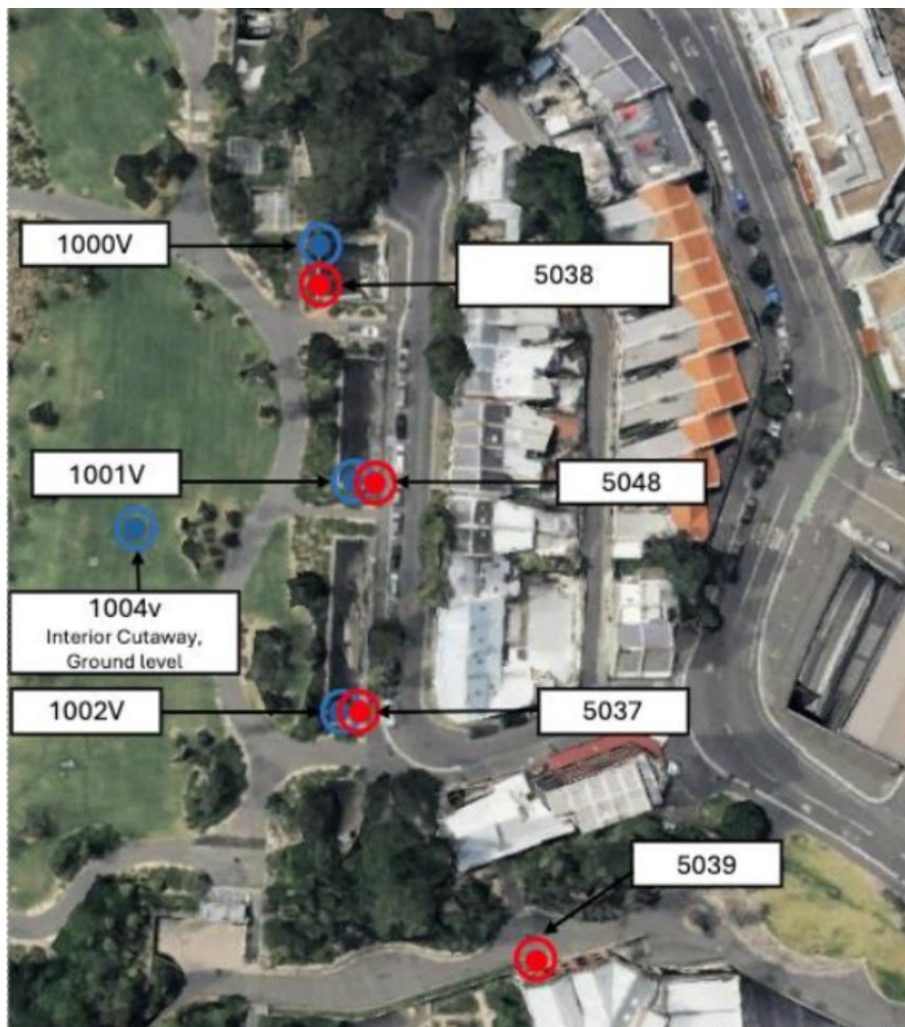 1000V
5038
1001V
5048
1004v
Interior Cutaway,
Ground level
1002V
5037
5039